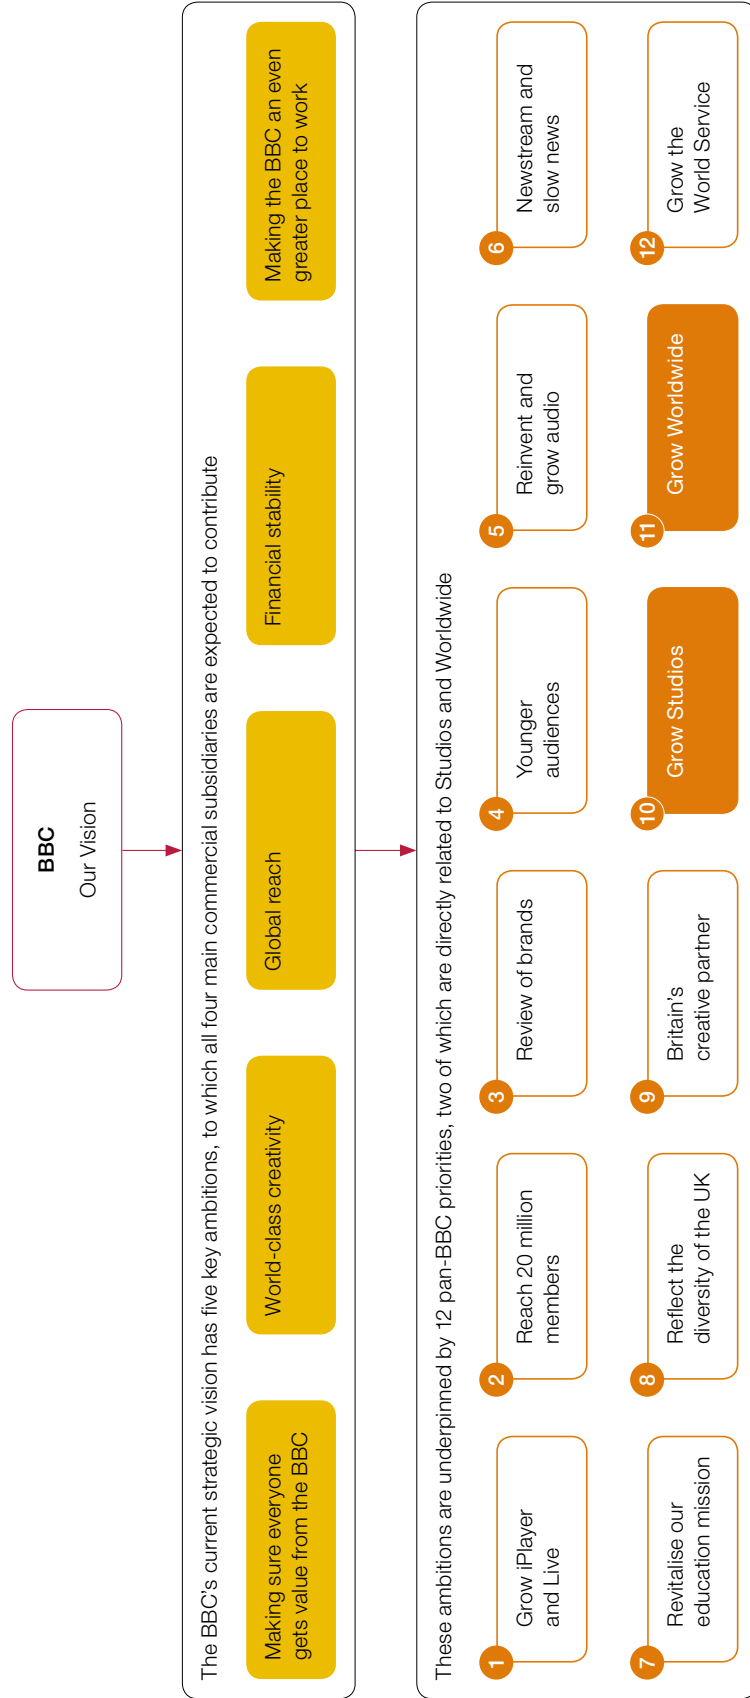 BBC
Our Vision
The BBC's current strategic vision has five key ambitions, to which all four main commercial subsidiaries are expected to contribute
Making sure everyone
gets value from the BBC
World-class creativity
Global reach
Financial stability
Making the BBC an even
greater place to work
These ambitions are underpinned by 12 pan-BBC priorities, two of which are directly related to Studios and Worldwide
1
Grow iPlayer
and Live
2
Reach 20 million
members
3
Review of brands
4
Younger
audiences
5
Reinvent and
grow audio
6
Newstream and
slow news
7
Revitalise our
education mission
8
Reflect the
diversity of the UK
9
Britain's
creative partner
10
Grow Studios
11
Grow Worldwide
12
Grow the
World Service